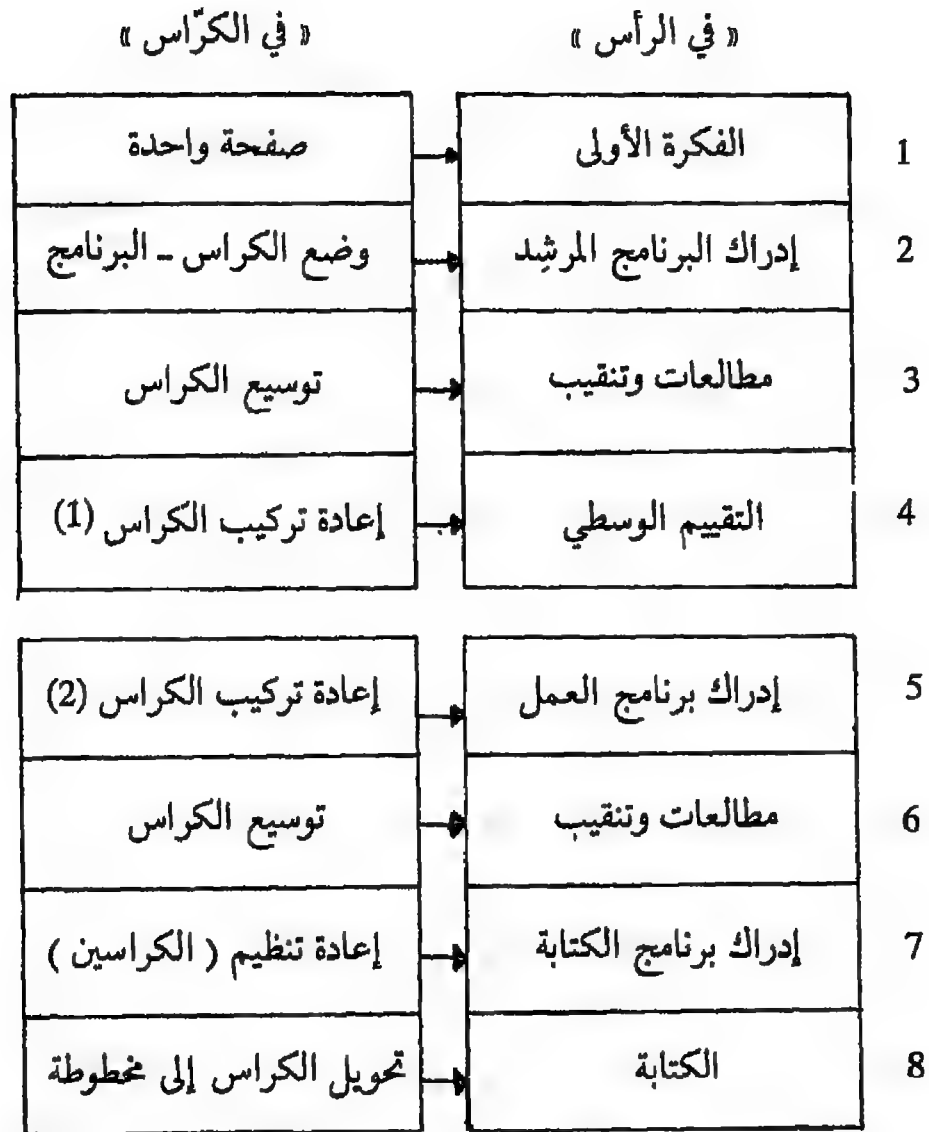 « في الرأس » « في الكرّاس »
1 الفكرة الأولى صفحة واحدة
2 إدراك البرنامج المرشِد وضع الكراس ـ البرنامج
3 مطالعات وتنقيب توسيع الكراس
4 التقييم الوسطي إعادة تركيب الكراس (1)
5 إدراك برنامج العمل إعادة تركيب الكراس (2)
6 مطالعات وتنقيب توسيع الكراس
7 إدراك برنامج الكتابة إعادة تنظيم ( الكراسين )
8 الكتابة تحويل الكراس إلى مخطوطة